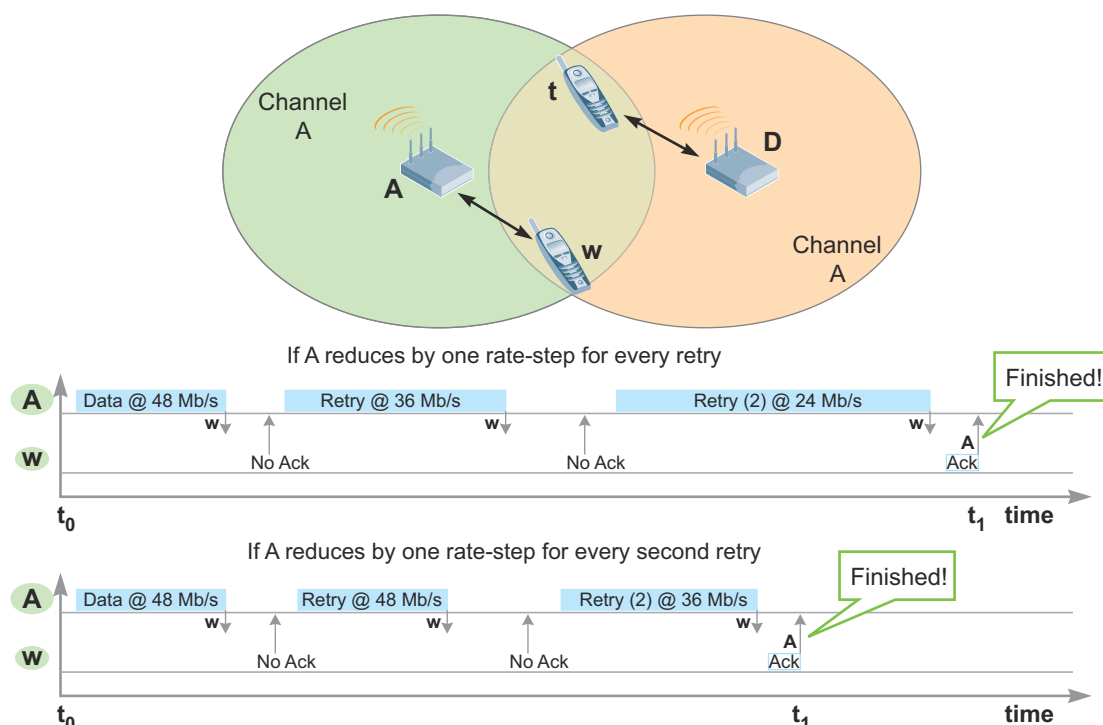 Channel
A
t
D
A
w
Channel
A
If A reduces by one rate-step for every retry
Finished!
A
Data @ 48 Mb/s
Retry @ 36 Mb/s
Retry (2) @ 24 Mb/s
w
w
w
A
w
No Ack
No Ack
Ack
t0
t1
time
If A reduces by one rate-step for every second retry
Finished!
A
Data @ 48 Mb/s
Retry @ 48 Mb/s
Retry (2) @ 36 Mb/s
w
w
w
A
w
No Ack
No Ack
Ack
t0
t1
time